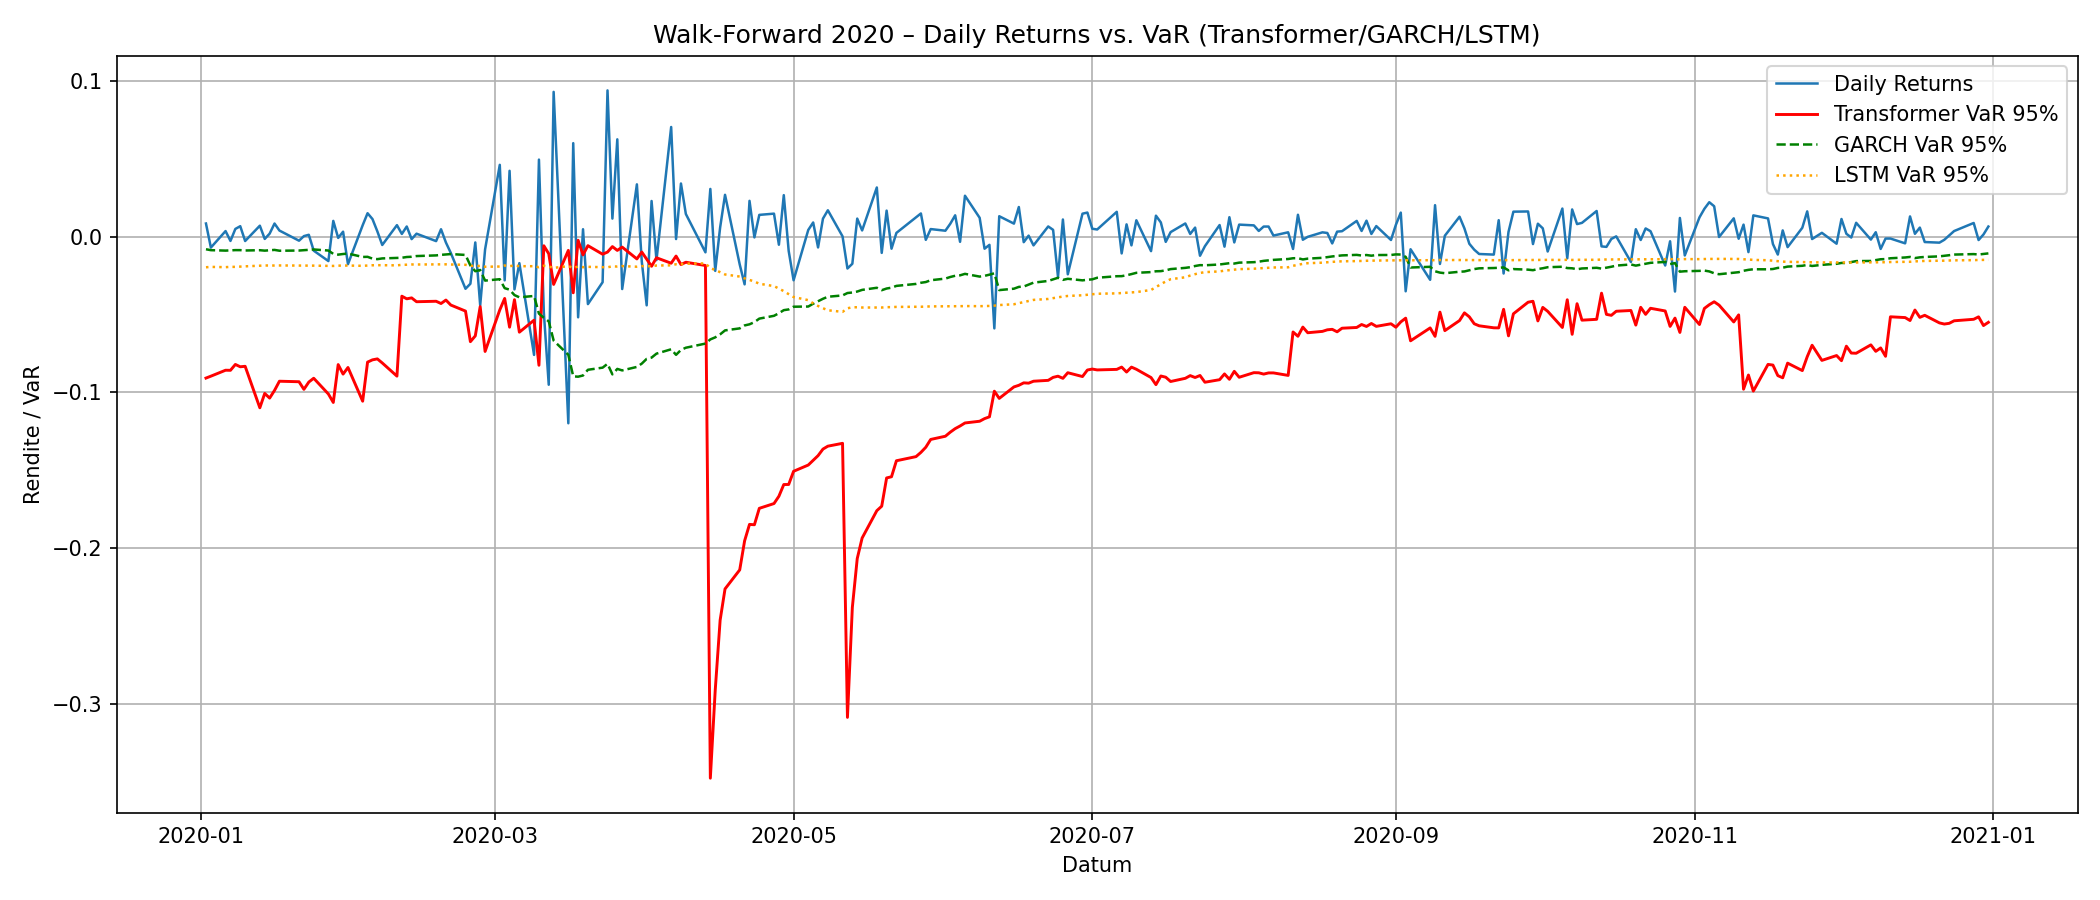 Walk-Forward 2020 – Daily Returns vs. VaR (Transformer/GARCH/LSTM)
Daily Returns
Transformer VaR 95%
GARCH VaR 95%
LSTM VaR 95%
Rendite / VaR
0.1
0.0
−0.1
−0.2
−0.3
2020-01 2020-03 2020-05 2020-07 2020-09 2020-11 2021-01
Datum